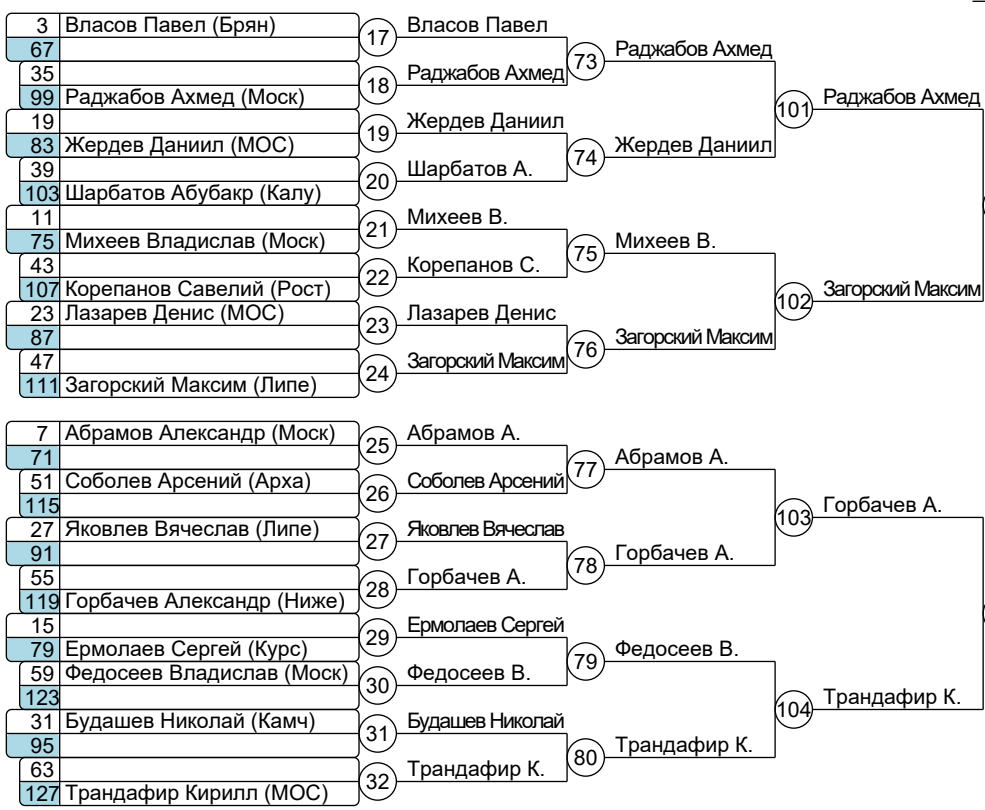 3 Власов Павел (Брян)
67
17
Власов Павел
35
99 Раджабов Ахмед (Моск)
18
Раджабов Ахмед
73
Раджабов Ахмед
19
83 Жердев Даниил (МОС)
19
Жердев Даниил
39
103 Шарбатов Абубакр (Калу)
20
Шарбатов А.
74
Жердев Даниил
101
Раджабов Ахмед
11
75 Михеев Владислав (Моск)
21
Михеев В.
43
107 Корепанов Савелий (Рост)
22
Корепанов С.
75
Михеев В.
23 Лазарев Денис (МОС)
87
23
Лазарев Денис
47
111 Загорский Максим (Липе)
24
Загорский Максим
76
Загорский Максим
102
Загорский Максим
7 Абрамов Александр (Моск)
71
25
Абрамов А.
51 Соболев Арсений (Арха)
115
26
Соболев Арсений
77
Абрамов А.
27 Яковлев Вячеслав (Липе)
91
27
Яковлев Вячеслав
55
119 Горбачев Александр (Ниже)
28
Горбачев А.
78
Горбачев А.
103
Горбачев А.
15
79 Ермолаев Сергей (Курс)
29
Ермолаев Сергей
59 Федосеев Владислав (Моск)
123
30
Федосеев В.
79
Федосеев В.
31 Будашев Николай (Камч)
95
31
Будашев Николай
63
127 Трандафир Кирилл (МОС)
32
Трандафир К.
80
Трандафир К.
104
Трандафир К.